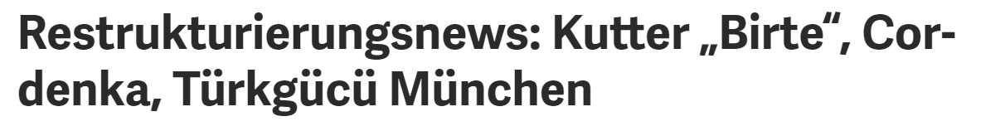 Restrukturierungsnews: Kutter „Birte“, Cor-
denka, Türkgücü München